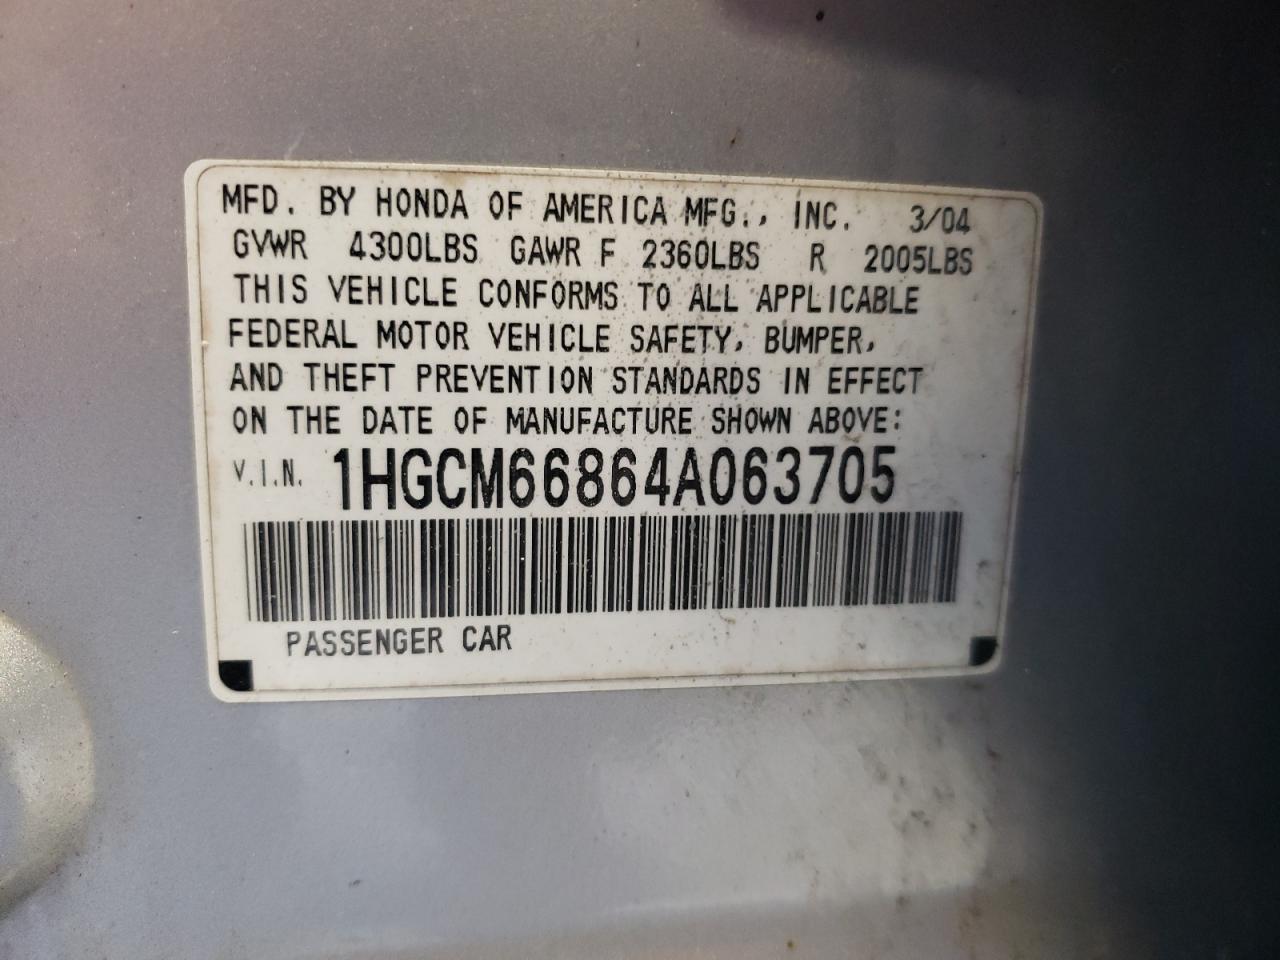 MFD. BY HONDA OF AMERICA MFG., INC. 3/04
GVWR 4300LBS GAWR F 2360LBS R 2005LBS
THIS VEHICLE CONFORMS TO ALL APPLICABLE
FEDERAL MOTOR VEHICLE SAFETY, BUMPER,
AND THEFT PREVENTION STANDARDS IN EFFECT
ON THE DATE OF MANUFACTURE SHOWN ABOVE:
V.I.N. 1HGCM66864A063705
PASSENGER CAR